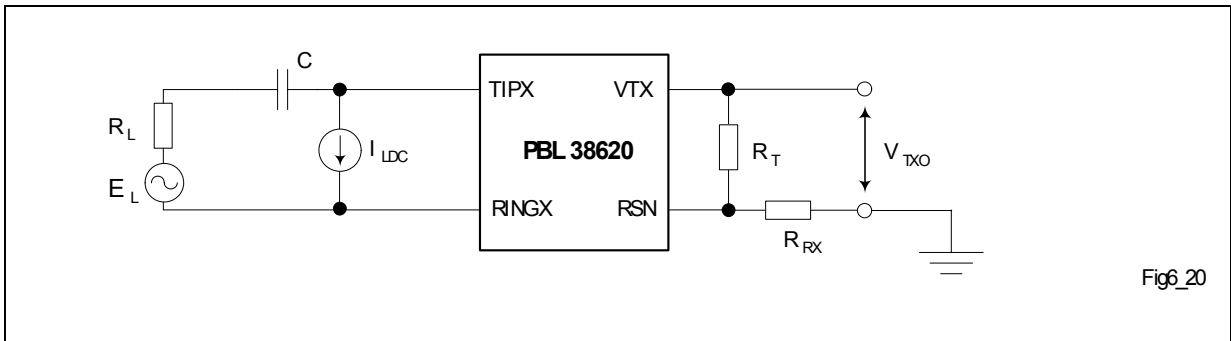 C
TIPX
VTX
R L
I LDC
PBL 38620
R T
V TXO
E L
RINGX
RSN
R RX
Fig6_20